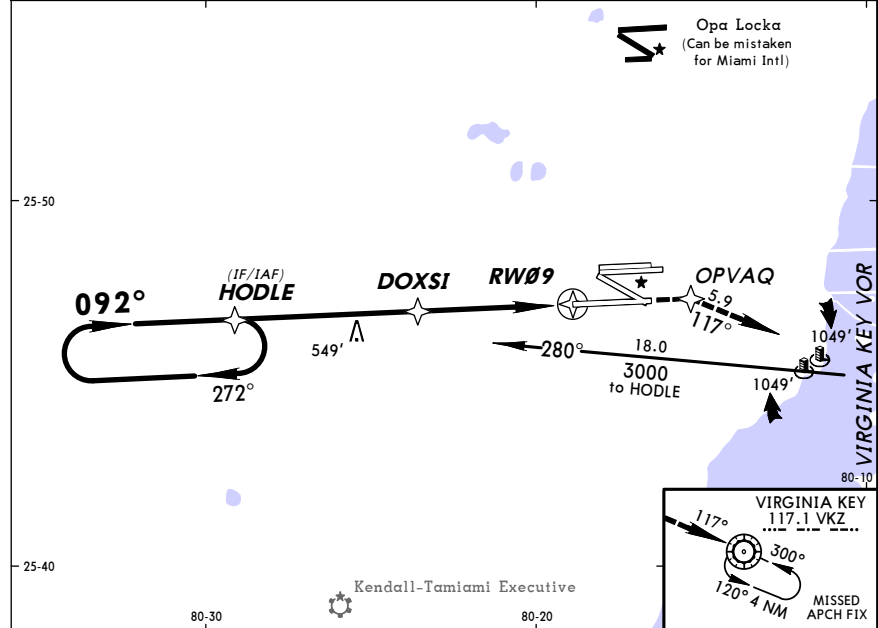 Opa Locka
(Can be mistaken
for Miami Intl)
25-50
(IF/IAF)
HODLE
DOXSI
RWØ9
OPVAQ
092°
5.9
117°
549'
272°
280°
18.0
3000
to HODLE
1049'
1049'
VIRGINIA KEY VOR
80-10
VIRGINIA KEY
117.1 VKZ
117°
300°
120° 4 NM
MISSED
APCH FIX
25-40
Kendall-Tamiami Executive
80-30
80-20